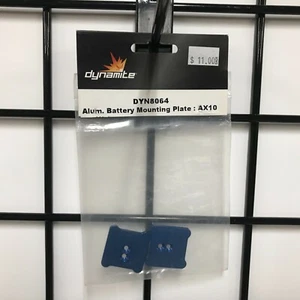 dynamite
$ 11.00
DYN8064
Alum. Battery Mounting Plate : AX10